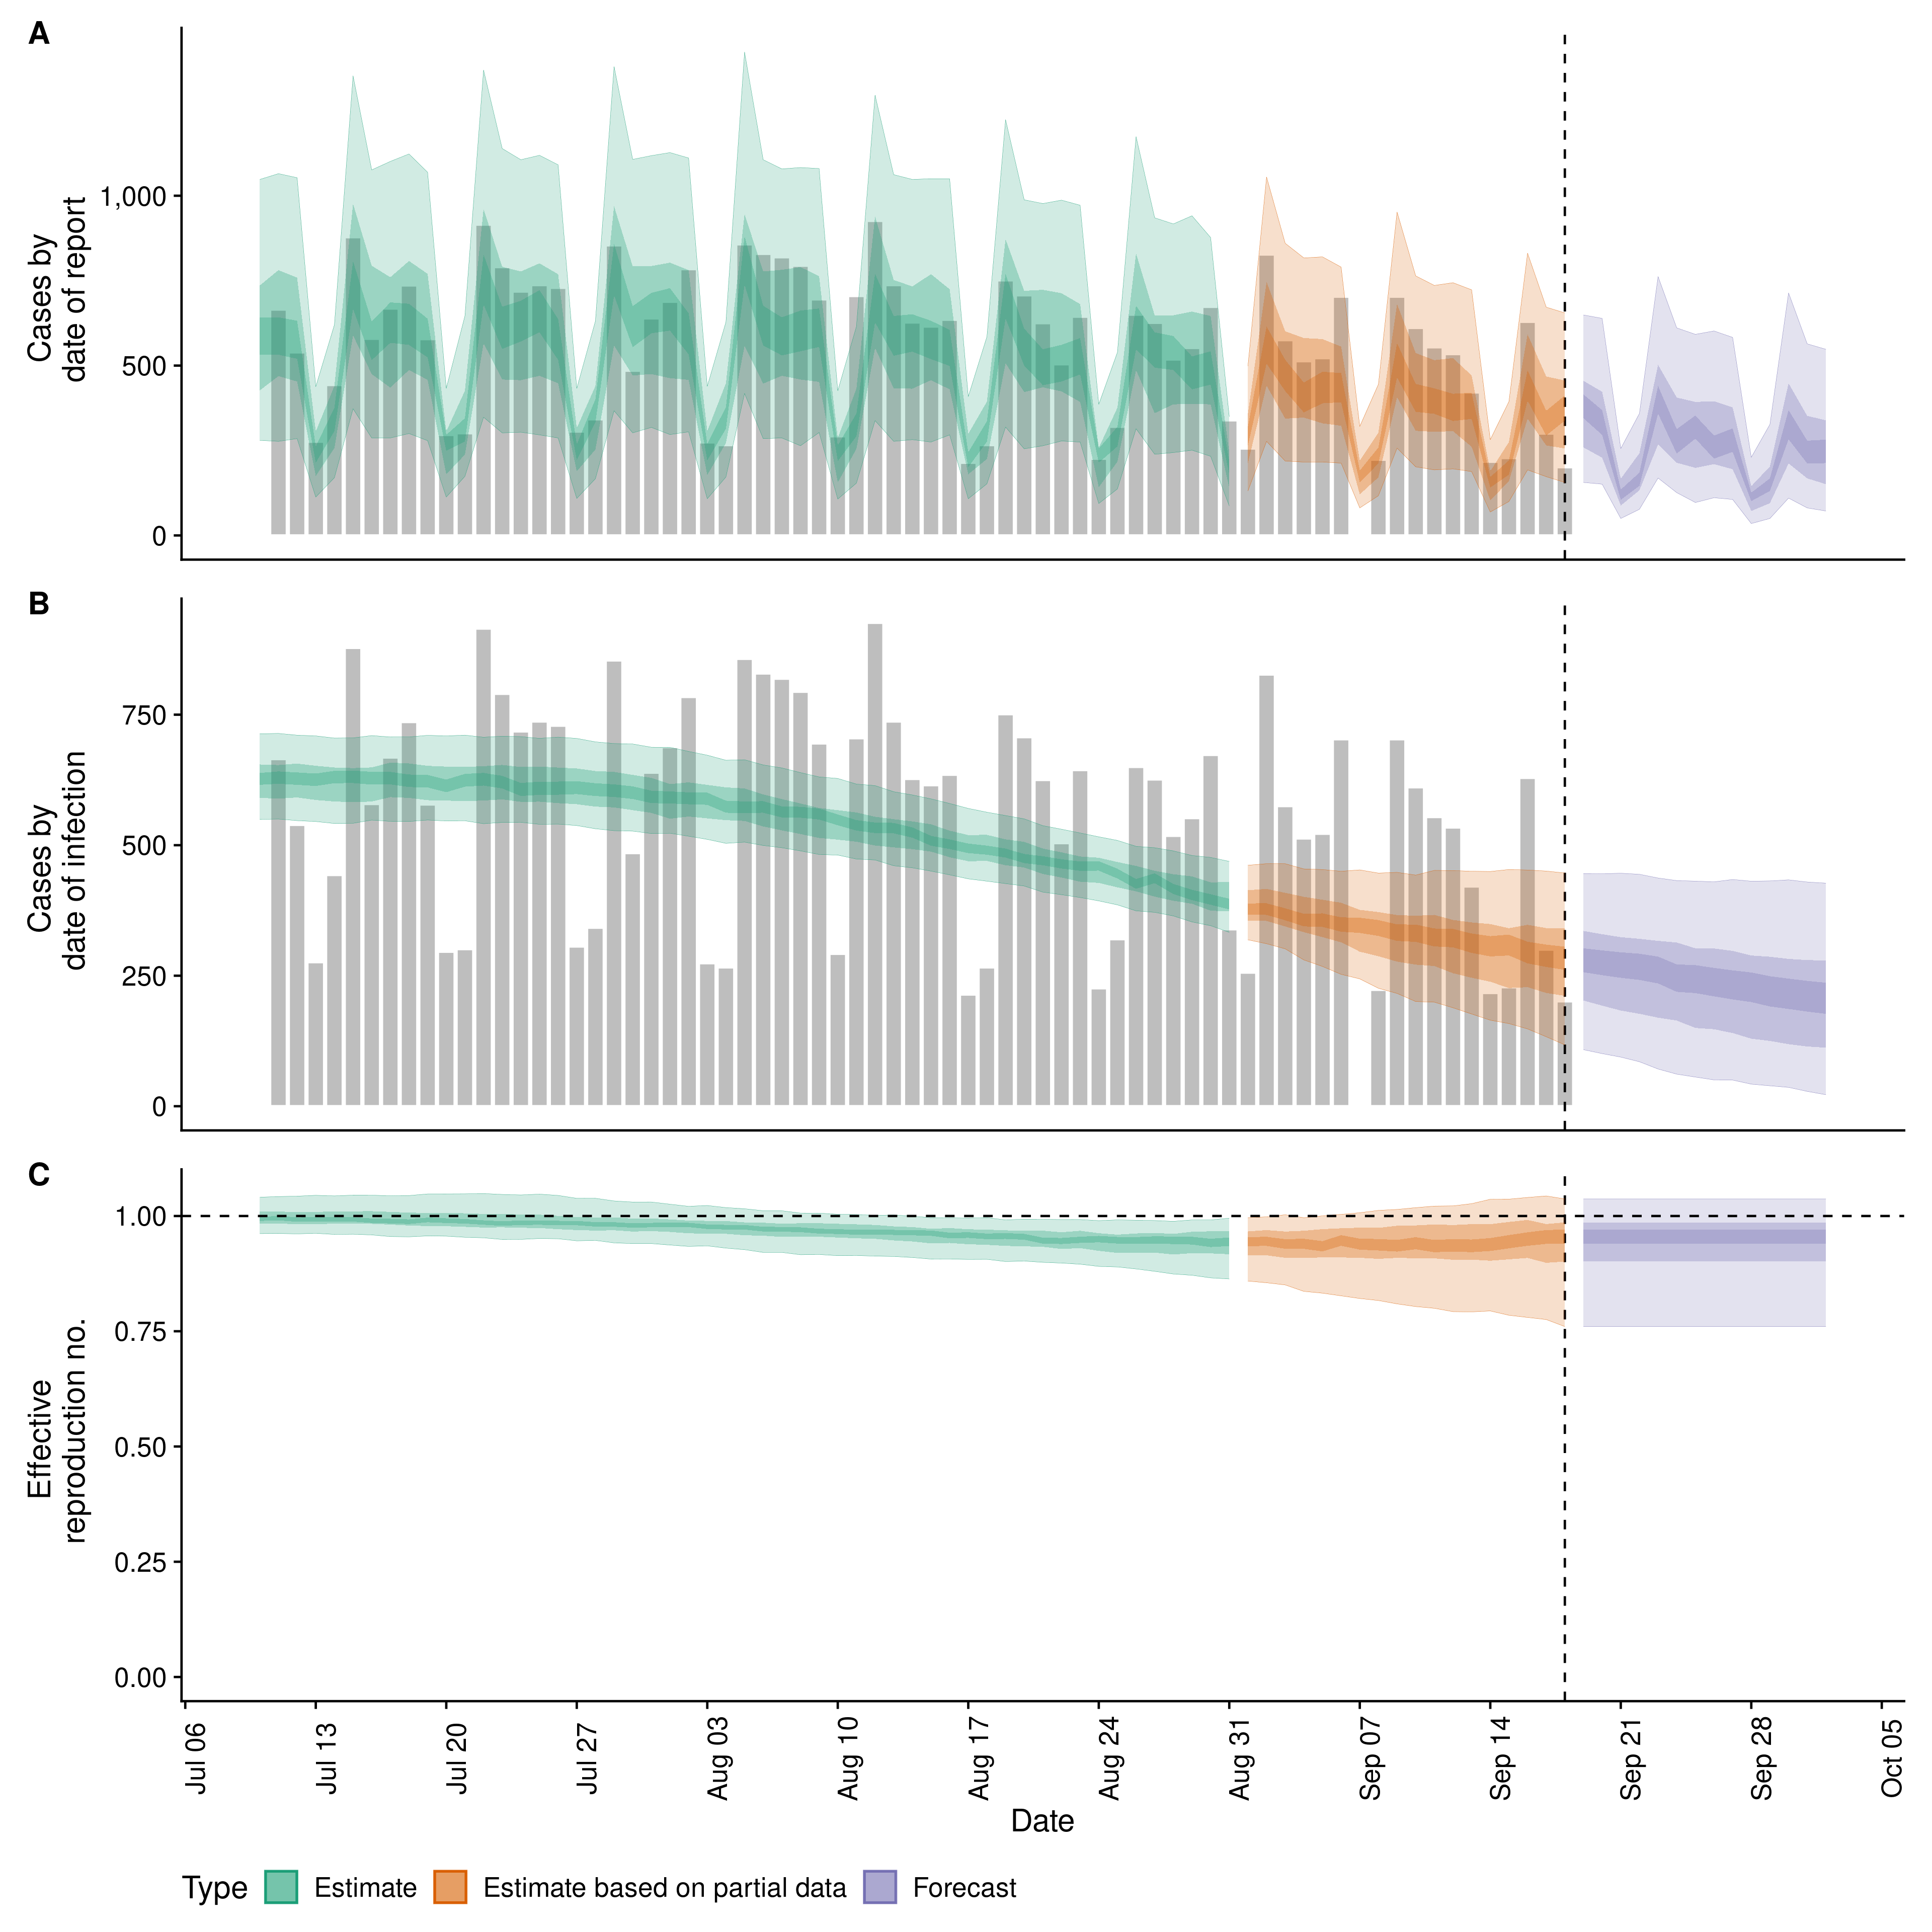 A
Cases by
date of report
1,000
500
0
B
Cases by
date of infection
750
500
250
0
C
Effective
reproduction no.
1.00
0.75
0.50
0.25
0.00
Jul 06
Jul 13
Jul 20
Jul 27
Aug 03
Aug 10
Aug 17
Aug 24
Aug 31
Sep 07
Sep 14
Sep 21
Sep 28
Oct 05
Date
Type
Estimate
Estimate based on partial data
Forecast